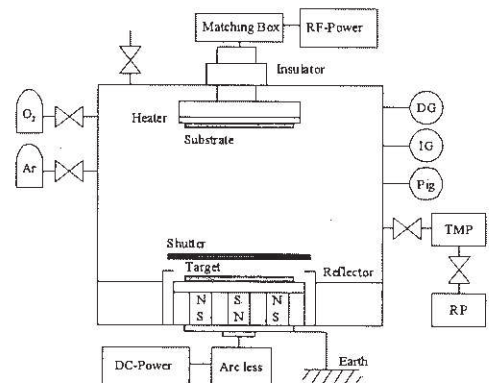 Matching Box
RF-Power
Insulator
O₂
Heater
Substrate
DG
IG
Ar
Pig
Shutter
TMP
Target
Reflector
N S N
S N S
RP
DC-Power
Arc less
Earth